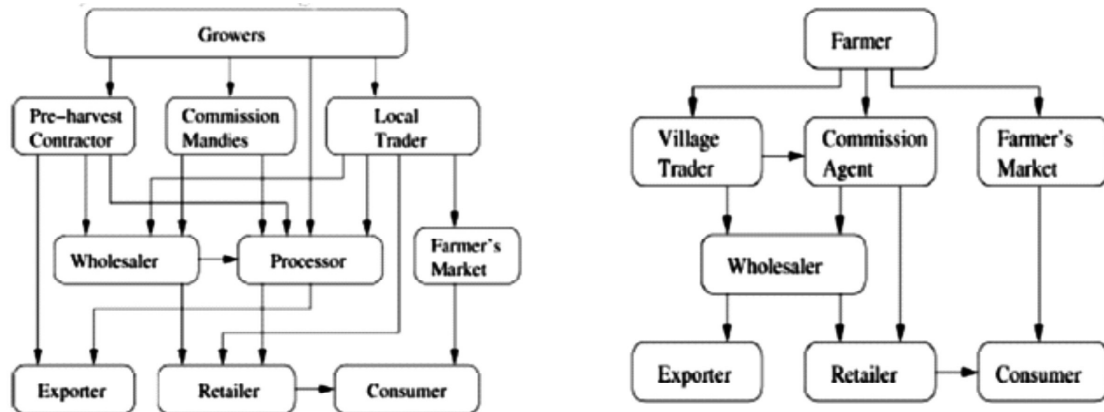 Growers
Pre-harvest
Contractor
Commission
Mandies
Local
Trader
Wholesaler
Processor
Farmer's
Market
Exporter
Retailer
Consumer
Farmer
Village
Trader
Commission
Agent
Farmer's
Market
Wholesaler
Exporter
Retailer
Consumer